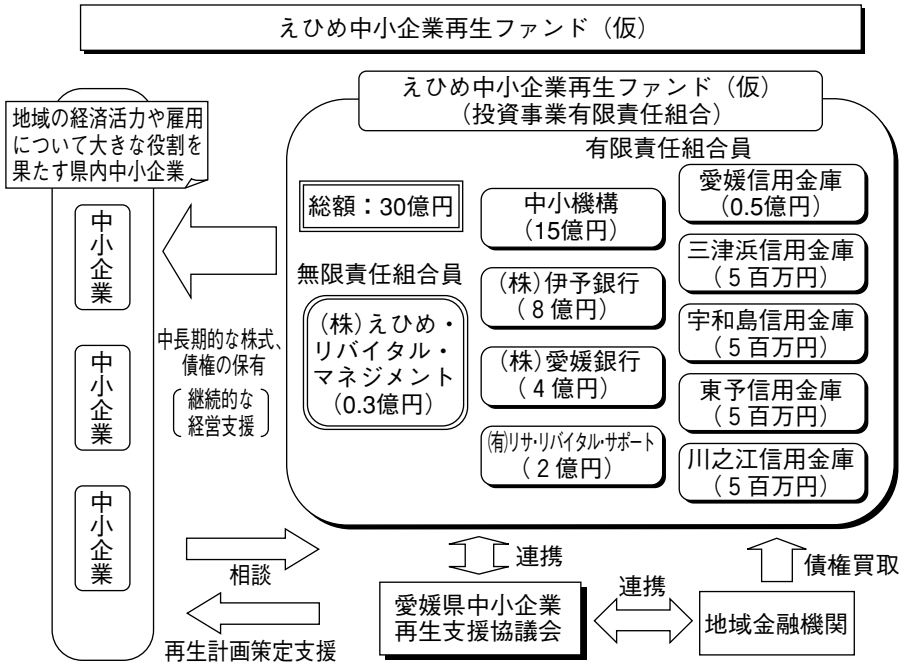 えひめ中小企業再生ファンド（仮）
えひめ中小企業再生ファンド（仮）
（投資事業有限責任組合）
地域の経済活力や雇用
について大きな役割を
果たす県内中小企業
中小企業
中小企業
中小企業
中長期的な株式、
債権の保有
継続的な
経営支援
総額：30億円
無限責任組合員
（株）えひめ・
リバイタル・
マネジメント
（0.3億円）
有限責任組合員
中小機構
（15億円）
（株）伊予銀行
（８億円）
（株）愛媛銀行
（４億円）
㈲リサ・リバイタル・サポート
（２億円）
愛媛信用金庫
（0.5億円）
三津浜信用金庫
（５百万円）
宇和島信用金庫
（５百万円）
東予信用金庫
（５百万円）
川之江信用金庫
（５百万円）
相談
再生計画策定支援
連携
愛媛県中小企業
再生支援協議会
連携
債権買取
地域金融機関